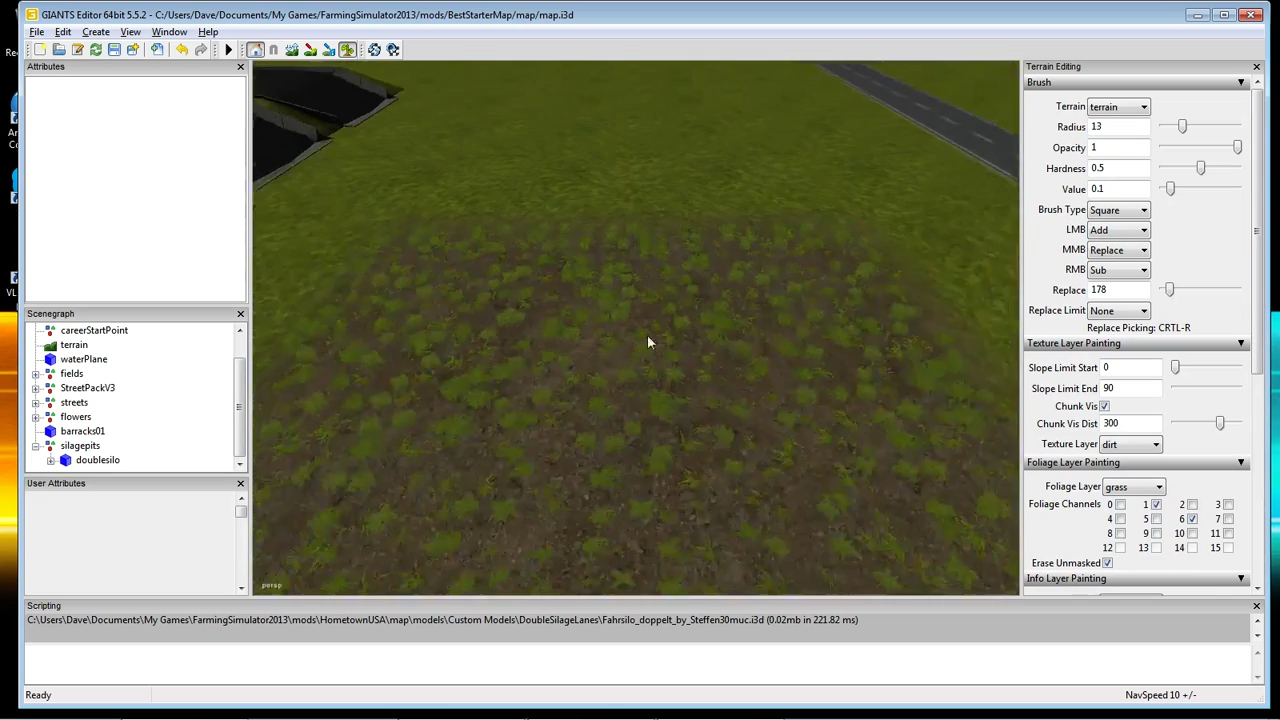 GIANTS Editor 64bit 5.5.2 - C:/Users/Dave/Documents/My Games/FarmingSimulator2013/mods/BestStarterMap/map/map.i3d
File Edit Create View Window Help
Attributes
Scenegraph
careerStartPoint
terrain
waterPlane
fields
StreetPackV3
streets
flowers
barracks01
silagepits
doublesilo
User Attributes
persp
Terrain Editing
Brush
Terrain terrain
Radius 13
Opacity 1
Hardness 0.5
Value 0.1
Brush Type Square
LMB Add
MMB Replace
RMB Sub
Replace 178
Replace Limit None
Replace Picking: CRTL-R
Texture Layer Painting
Slope Limit Start 0
Slope Limit End 90
Chunk Vis
Chunk Vis Dist 300
Texture Layer dirt
Foliage Layer Painting
Foliage Layer grass
Foliage Channels 0 1 2 3
4 5 6 7
8 9 10 11
12 13 14 15
Erase Unmasked
Info Layer Painting
Scripting
C:\Users\Dave\Documents\My Games\FarmingSimulator2013\mods\HometownUSA\map\models\Custom Models\DoubleSilageLanes\Fahrsilo_doppelt_by_Steffen30muc.i3d (0.02mb in 221.82 ms)
Ready
NavSpeed 10 +/-